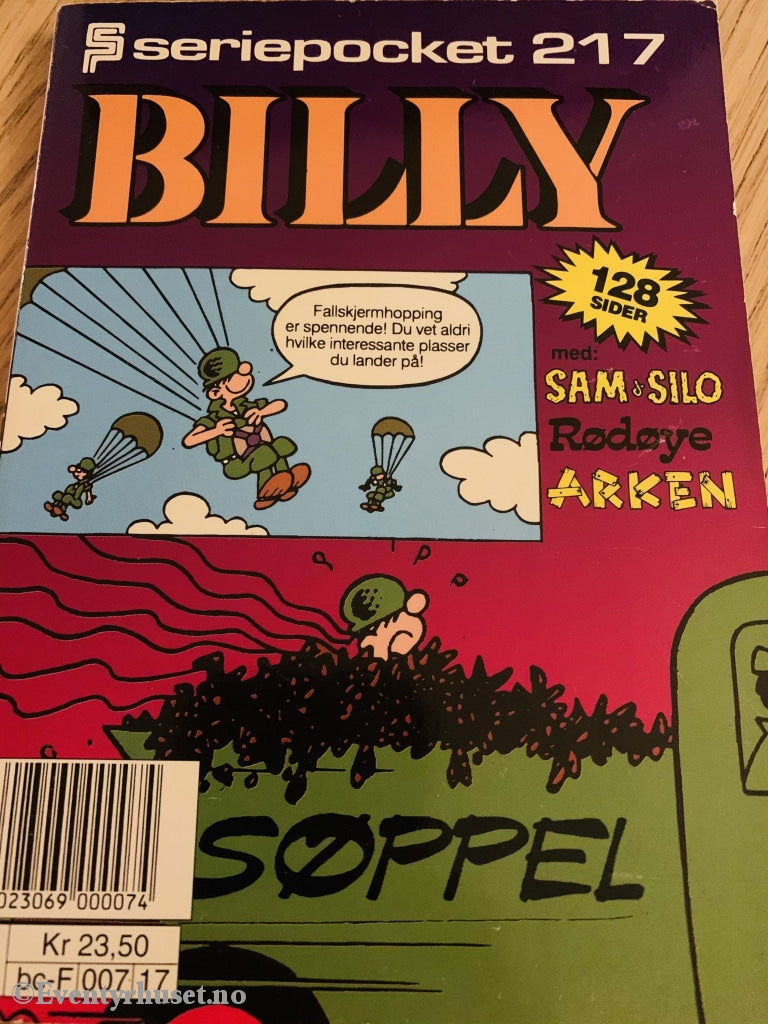 seriepocket 217
BILLY
Fallskjermhopping
er spennende! Du vet aldri
hvilke interessante plasser
du lander på!
128
SIDER
med:
SAM & SILO
Rødøye
ARKEN
SØPPEL
023069 000074
Kr 23,50
bc-F 007 17
©Eventyrhuset.no